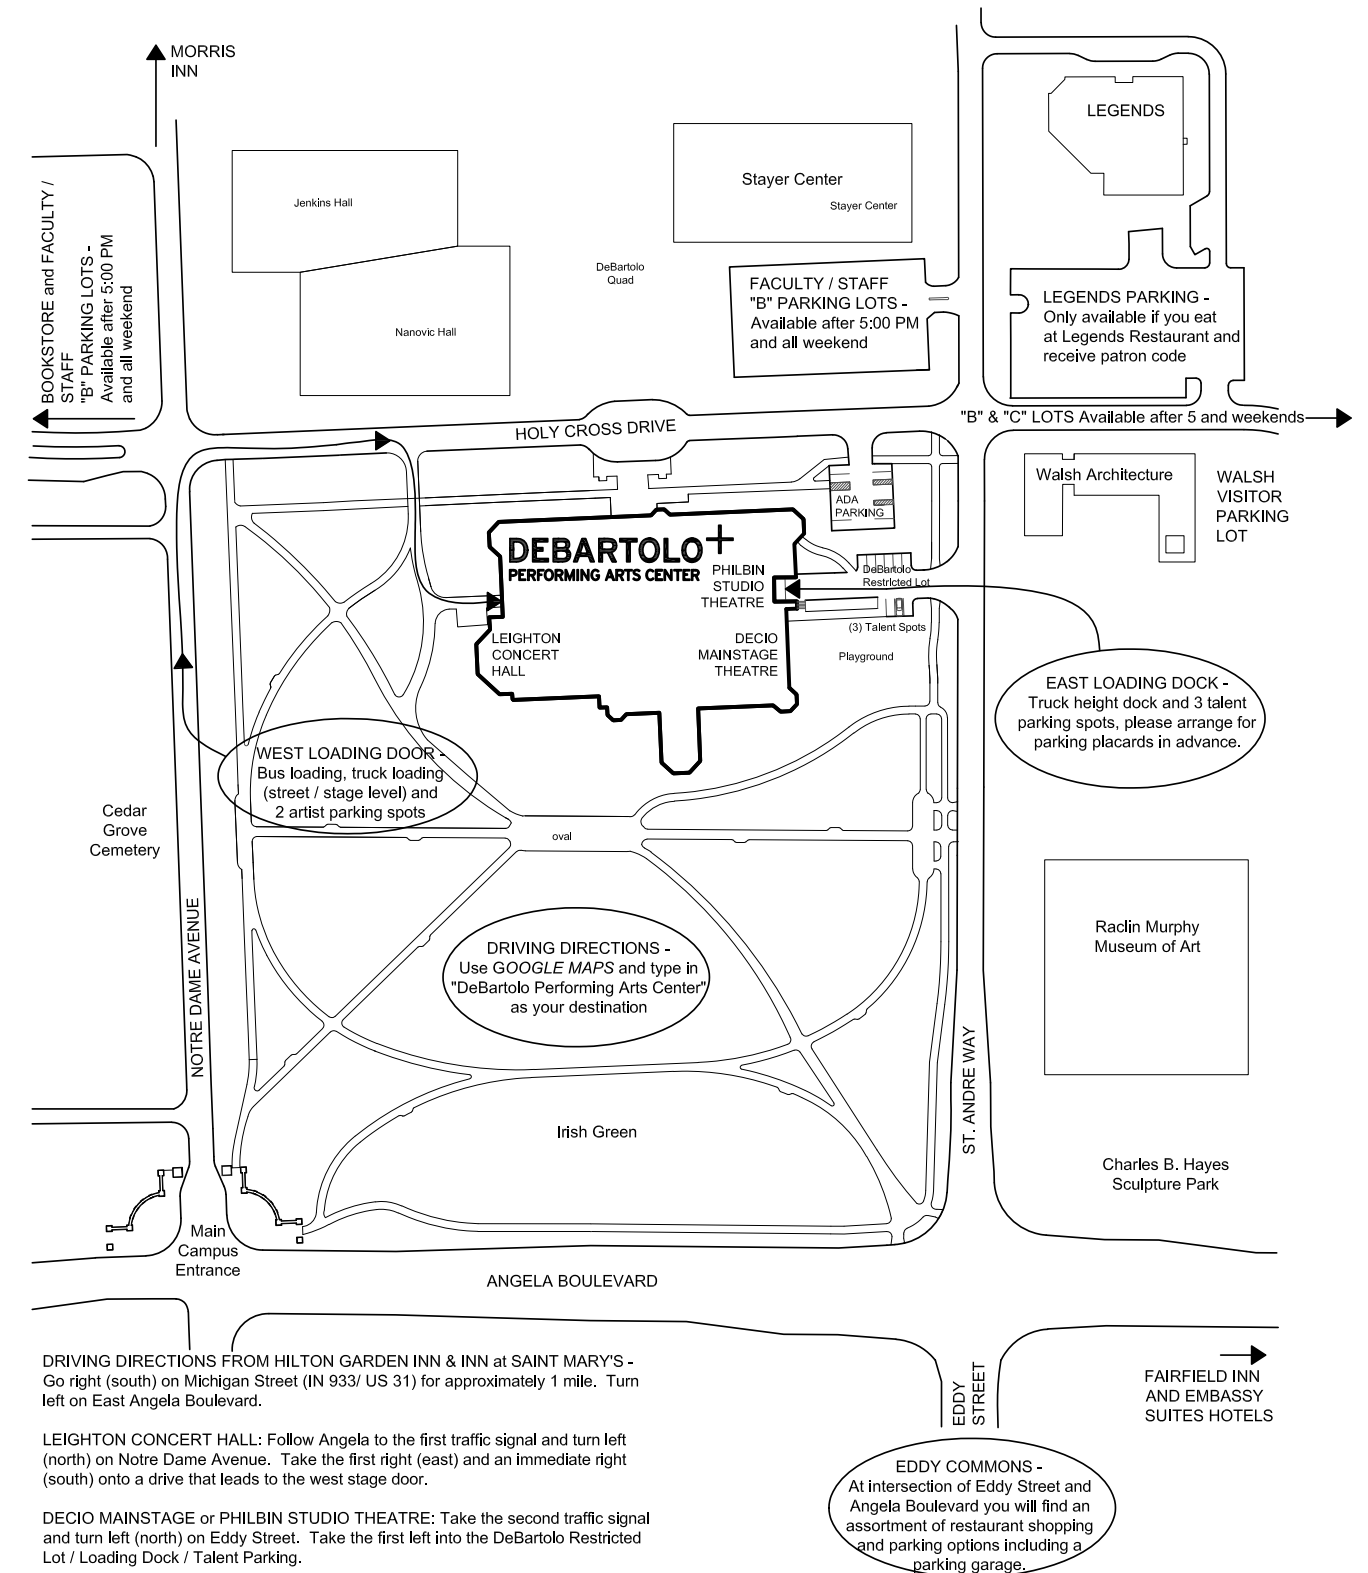 MORRIS
INN
LEGENDS
Stayer Center
Stayer Center
Jenkins Hall
BOOKSTORE and FACULTY /
STAFF
"B" PARKING LOTS -
Available after 5:00 PM
and all weekend
DeBartolo
Quad
FACULTY / STAFF
"B" PARKING LOTS -
Available after 5:00 PM
and all weekend
LEGENDS PARKING -
Only available if you eat
at Legends Restaurant and
receive patron code
Nanovic Hall
"B" & "C" LOTS Available after 5 and weekends
HOLY CROSS DRIVE
Walsh Architecture
WALSH
VISITOR
PARKING
LOT
ADA
PARKING
DEBARTOLO+
PERFORMING ARTS CENTER
PHILBIN
STUDIO
THEATRE
DeBartolo
Restricted Lot
(3) Talent Spots
LEIGHTON
CONCERT
HALL
DECIO
MAINSTAGE
THEATRE
Playground
EAST LOADING DOCK -
Truck height dock and 3 talent
parking spots, please arrange for
parking placards in advance.
WEST LOADING DOOR -
Bus loading, truck loading
(street / stage level) and
2 artist parking spots
Cedar
Grove
Cemetery
oval
NOTRE DAME AVENUE
DRIVING DIRECTIONS -
Use GOOGLE MAPS and type in
"DeBartolo Performing Arts Center"
as your destination
Raclin Murphy
Museum of Art
ST. ANDRE WAY
Irish Green
Charles B. Hayes
Sculpture Park
Main
Campus
Entrance
ANGELA BOULEVARD
DRIVING DIRECTIONS FROM HILTON GARDEN INN & INN at SAINT MARY'S -
Go right (south) on Michigan Street (IN 933/ US 31) for approximately 1 mile. Turn
left on East Angela Boulevard.
LEIGHTON CONCERT HALL: Follow Angela to the first traffic signal and turn left
(north) on Notre Dame Avenue. Take the first right (east) and an immediate right
(south) onto a drive that leads to the west stage door.
DECIO MAINSTAGE or PHILBIN STUDIO THEATRE: Take the second traffic signal
and turn left (north) on Eddy Street. Take the first left into the DeBartolo Restricted
Lot / Loading Dock / Talent Parking.
EDDY
STREET
FAIRFIELD INN
AND EMBASSY
SUITES HOTELS
EDDY COMMONS -
At intersection of Eddy Street and
Angela Boulevard you will find an
assortment of restaurant shopping
and parking options including a
parking garage.